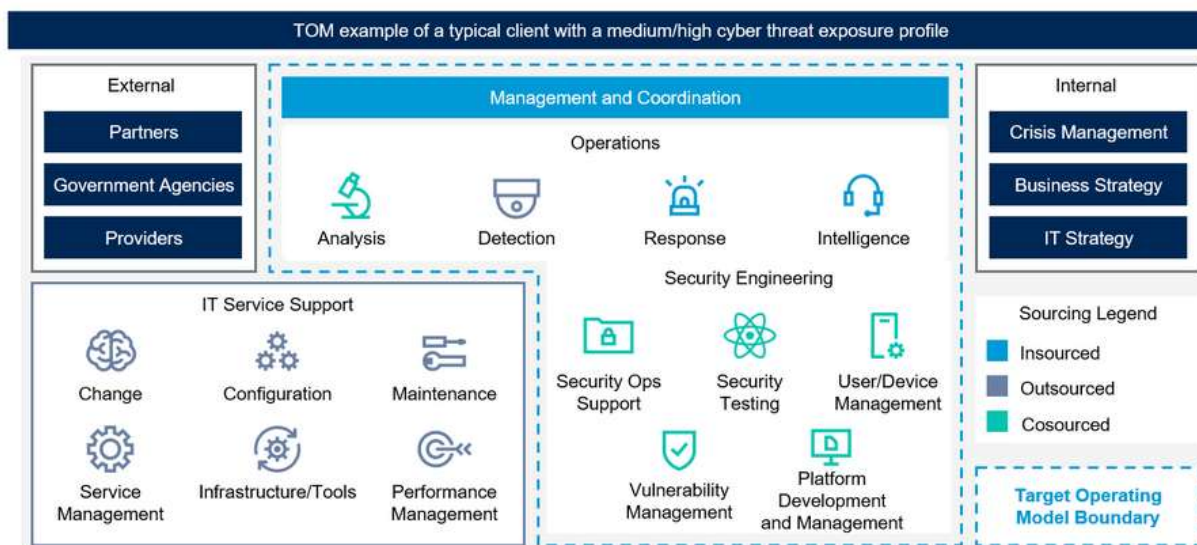 TOM example of a typical client with a medium/high cyber threat exposure profile
External
Partners
Government Agencies
Providers
Management and Coordination
Operations
Analysis
Detection
Response
Intelligence
Internal
Crisis Management
Business Strategy
IT Strategy
IT Service Support
Change
Configuration
Maintenance
Service
Management
Infrastructure/Tools
Performance
Management
Security Engineering
Security Ops
Support
Security
Testing
User/Device
Management
Vulnerability
Management
Platform
Development
and Management
Sourcing Legend
Insourced
Outsourced
Cosourced
Target Operating
Model Boundary